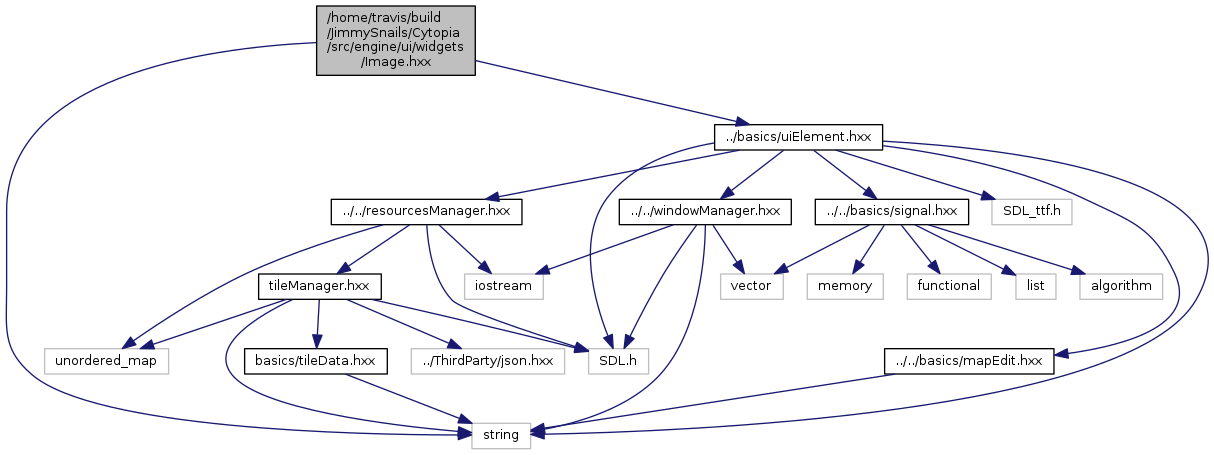 /home/travis/build
/JimmySnails/Cytopia
/src/engine/ui/widgets
/Image.hxx
../basics/uiElement.hxx
../../resourcesManager.hxx
../../windowManager.hxx
../../basics/signal.hxx
SDL_ttf.h
tileManager.hxx
iostream
vector
memory
functional
list
algorithm
unordered_map
basics/tileData.hxx
../ThirdParty/json.hxx
SDL.h
../../basics/mapEdit.hxx
string